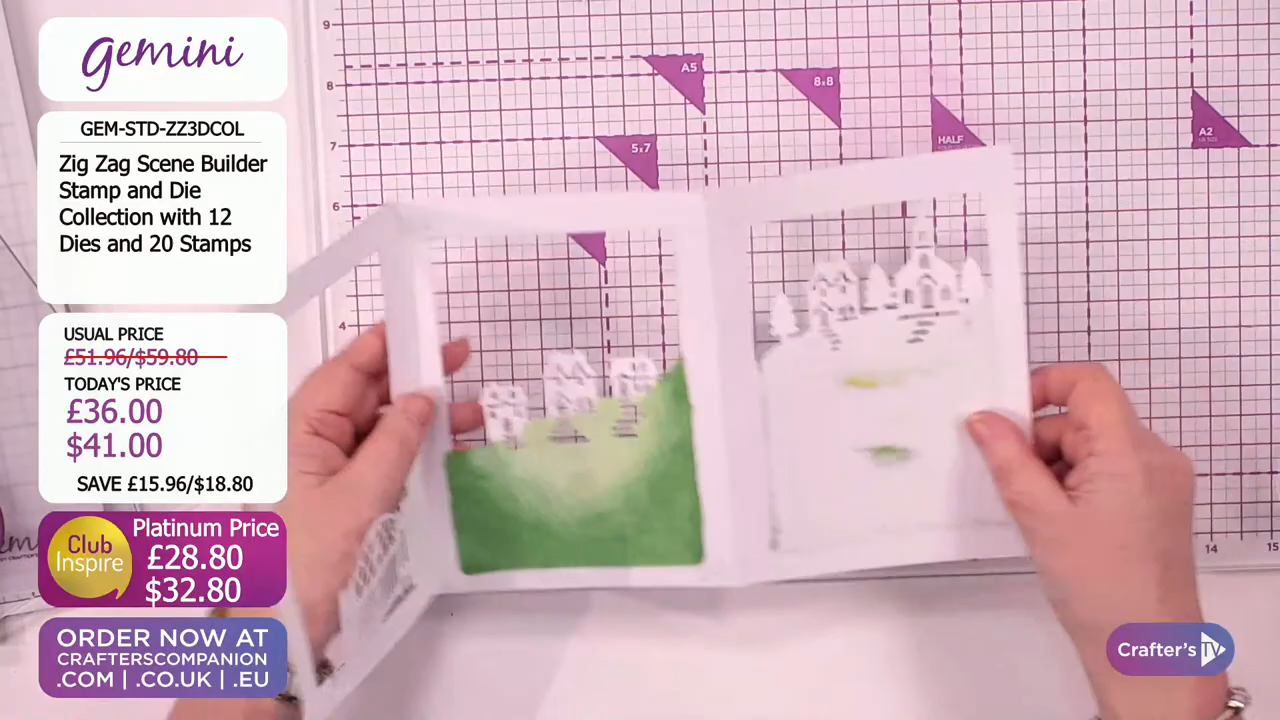 gemini
GEM-STD-ZZ3DCOL
Zig Zag Scene Builder
Stamp and Die
Collection with 12
Dies and 20 Stamps
USUAL PRICE
£51.96/$59.80
TODAY'S PRICE
£36.00
$41.00
SAVE £15.96/$18.80
Club
Inspire
Platinum Price
£28.80
$32.80
ORDER NOW AT
CRAFTERSCOMPANION
.COM | .CO.UK | .EU
9
8
7
6
4
A5
8x8
5x7
HALF
A2
14
15
Crafter's TV